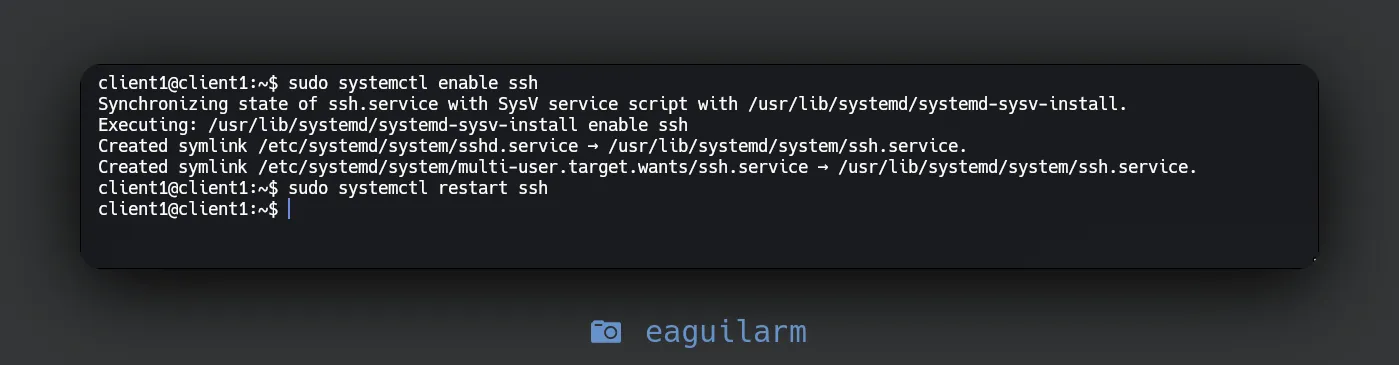 client1@client1:~$ sudo systemctl enable ssh
Synchronizing state of ssh.service with SysV service script with /usr/lib/systemd/systemd-sysv-install.
Executing: /usr/lib/systemd/systemd-sysv-install enable ssh
Created symlink /etc/systemd/system/sshd.service → /usr/lib/systemd/system/ssh.service.
Created symlink /etc/systemd/system/multi-user.target.wants/ssh.service → /usr/lib/systemd/system/ssh.service.
client1@client1:~$ sudo systemctl restart ssh
client1@client1:~$
eaguilarm